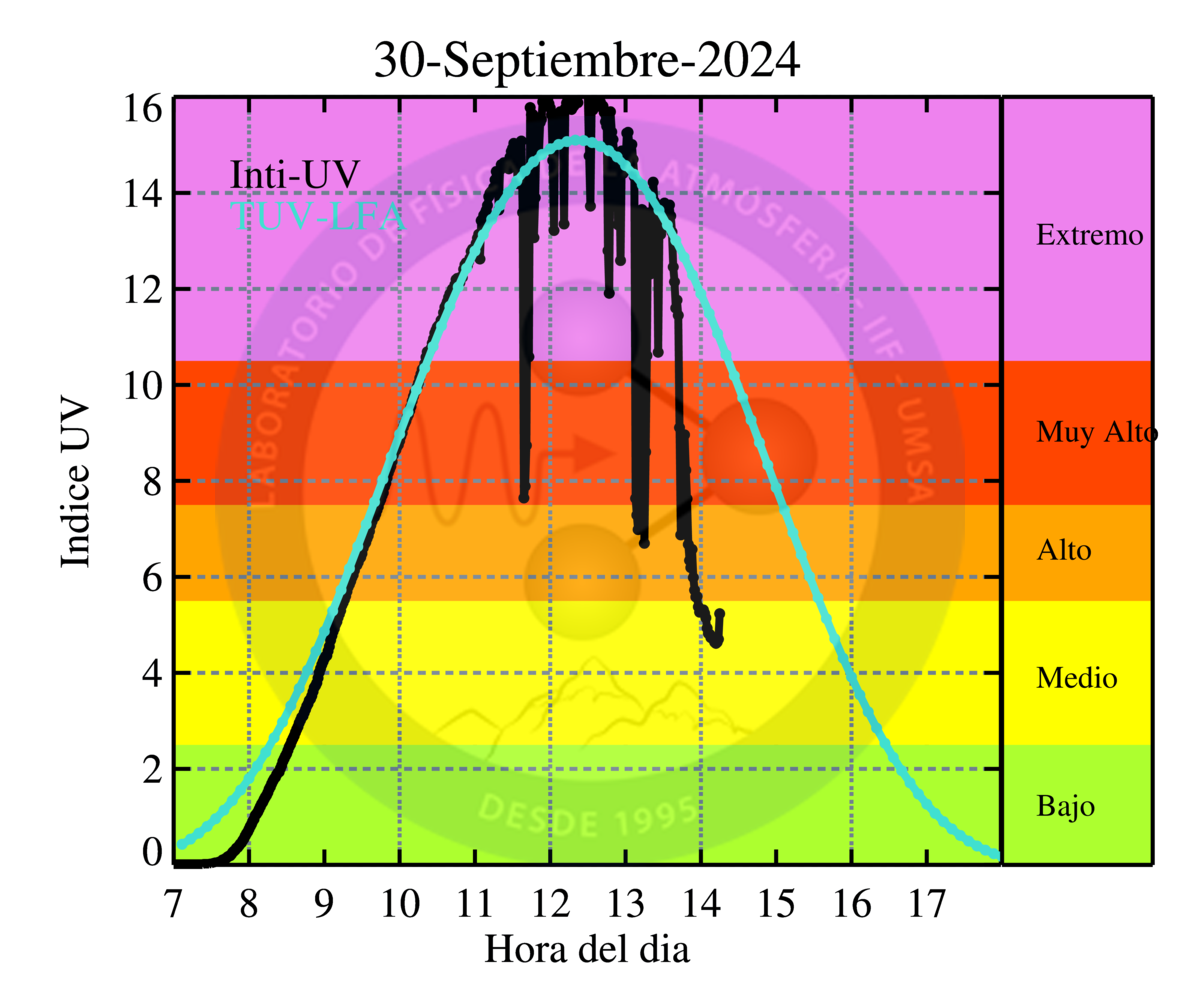 30-Septiembre-2024
16
14
12
10
8
6
4
2
0
Indice UV
Inti-UV
TUV-LFA
LABORATORIO DE FÍSICA DE LA ATMÓSFERA - IIF - UMSA
DESDE 1995
Extremo
Muy Alto
Alto
Medio
Bajo
7 8 9 10 11 12 13 14 15 16 17
Hora del dia